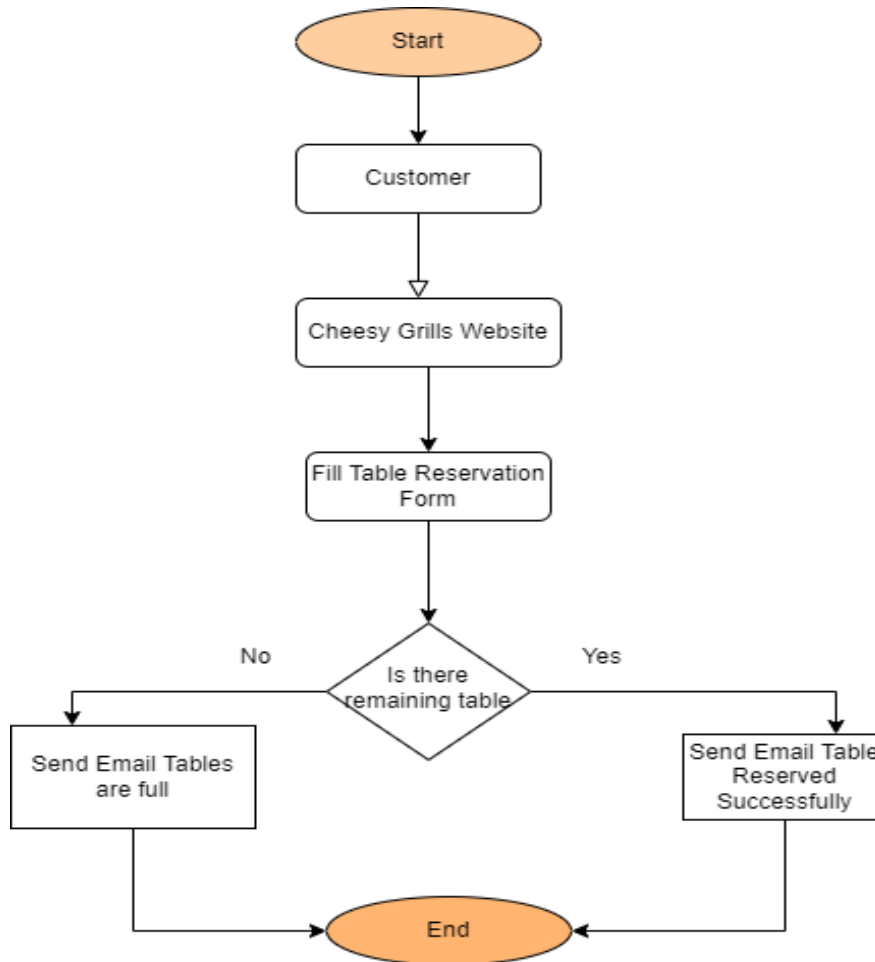 Start
Customer
Cheesy Grills Website
Fill Table Reservation
Form
No
Yes
Is there
remaining table
Send Email Tables
are full
Send Email Table
Reserved
Successfully
End